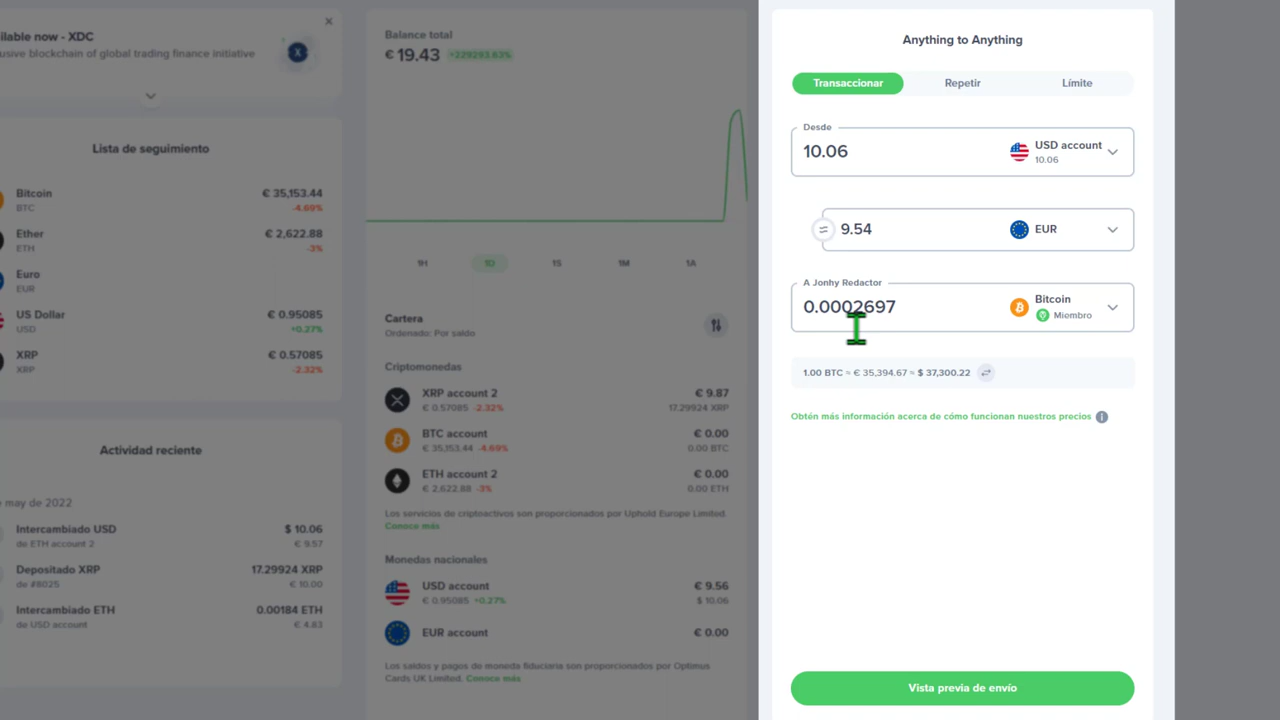 ilable now - XDC
usive blockchain of global trading finance initiative
Lista de seguimiento
Bitcoin € 35,153.44
BTC -4.69%
Ether € 2,622.88
ETH -3%
Euro
EUR
US Dollar € 0.95085
USD +0.27%
XRP € 0.57085
XRP -2.32%
Actividad reciente
may de 2022
Intercambiado USD $ 10.06
de ETH account 2 € 9.57
Depositado XRP 17.29924 XRP
de #8025 € 10.00
Intercambiado ETH 0.00184 ETH
de USD account € 4.83
Balance total
€ 19.43 +229293.63%
1H 1D 1S 1M 1A
Cartera
Ordenado: Por saldo
Criptomonedas
XRP account 2 € 9.87
€ 0.57085 -2.32% 17.29924 XRP
BTC account € 0.00
€ 35,153.44 -4.69% 0.00 BTC
ETH account 2 € 0.00
€ 2,622.88 -3% 0.00 ETH
Los servicios de criptoactivos son proporcionados por Uphold Europe Limited.
Conoce más
Monedas nacionales
USD account € 9.56
€ 0.95085 +0.27% $ 10.06
EUR account € 0.00
Los saldos y pagos de moneda fiduciaria son proporcionados por Optimus
Cards UK Limited. Conoce más
Anything to Anything
Transaccionar Repetir Límite
Desde
10.06 USD account
10.06
9.54 EUR
A Jonhy Redactor
0.0002697 Bitcoin
Miembro
1.00 BTC ≈ € 35,394.67 ≈ $ 37,300.22
Obtén más información acerca de cómo funcionan nuestros precios
Vista previa de envío